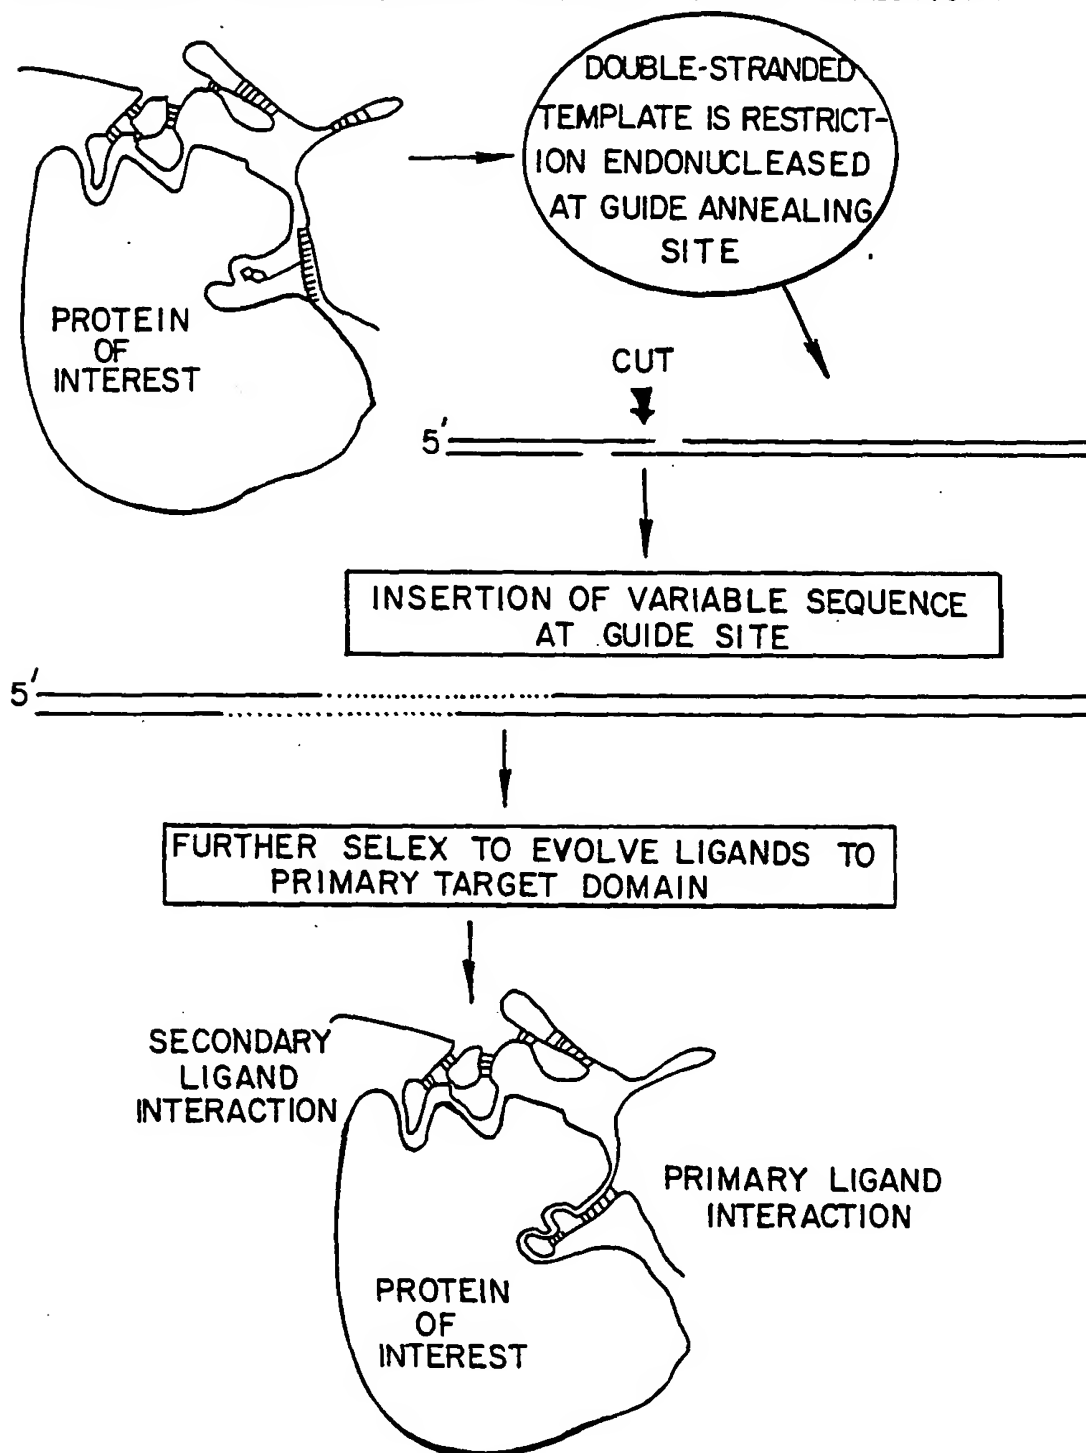 DOUBLE-STRANDED
TEMPLATE IS RESTRICT-
ION ENDONUCLEASED
AT GUIDE ANNEALING
SITE
PROTEIN
OF
INTEREST
CUT
5'
INSERTION OF VARIABLE SEQUENCE
AT GUIDE SITE
5'
FURTHER SELEX TO EVOLVE LIGANDS TO
PRIMARY TARGET DOMAIN
SECONDARY
LIGAND
INTERACTION
PRIMARY LIGAND
INTERACTION
PROTEIN
OF
INTEREST